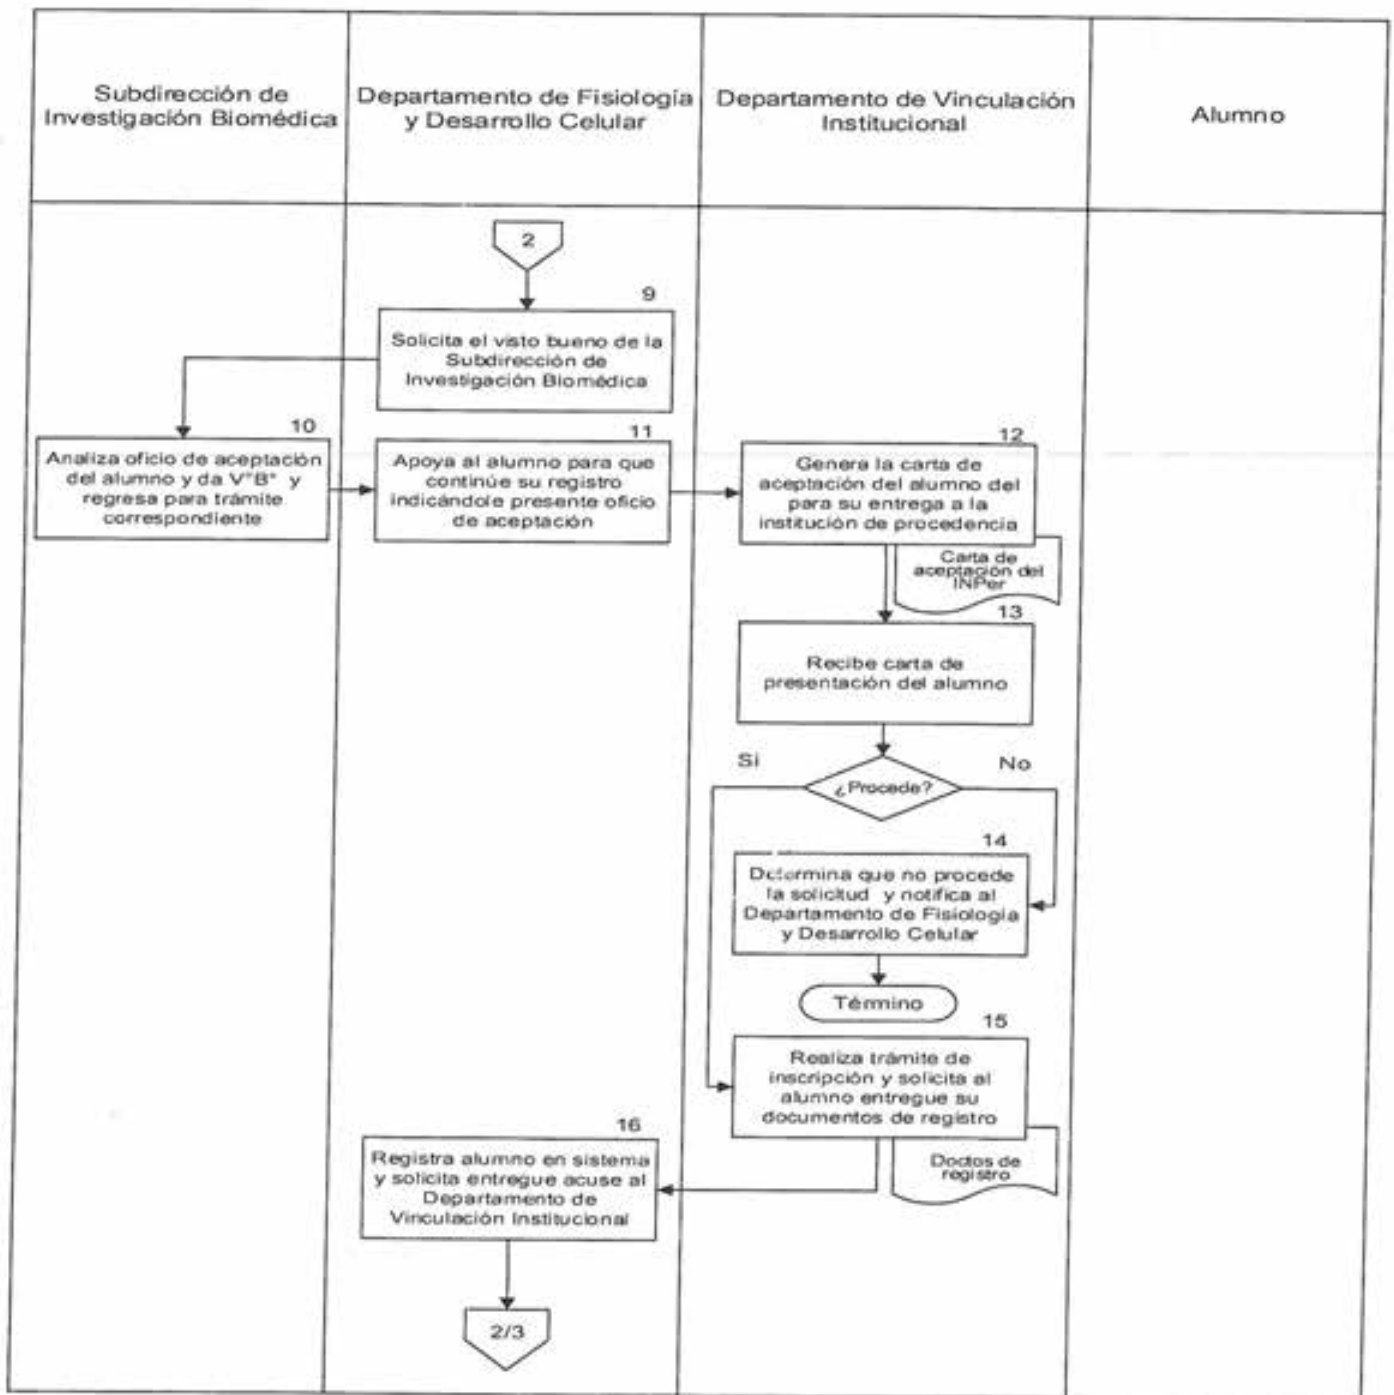 Subdirección de
Investigación Biomédica
Departamento de Fisiología
y Desarrollo Celular
Departamento de Vinculación
Institucional
Alumno
2
9
Solicita el visto bueno de la
Subdirección de
Investigación Biomédica
10
Analiza oficio de aceptación
del alumno y da V°B° y
regresa para trámite
correspondiente
11
Apoya al alumno para que
continúe su registro
indicándole presente oficio
de aceptación
12
Genera la carta de
aceptación del alumno del
para su entrega a la
institución de procedencia
Carta de
aceptación del
INPer
13
Recibe carta de
presentación del alumno
Si
No
¿Procede?
14
Determina que no procede
la solicitud y notifica al
Departamento de Fisiología
y Desarrollo Celular
Término
15
Realiza trámite de
inscripción y solicita al
alumno entregue su
documentos de registro
Doctos de
registro
16
Registra alumno en sistema
y solicita entregue acuse al
Departamento de
Vinculación Institucional
2/3